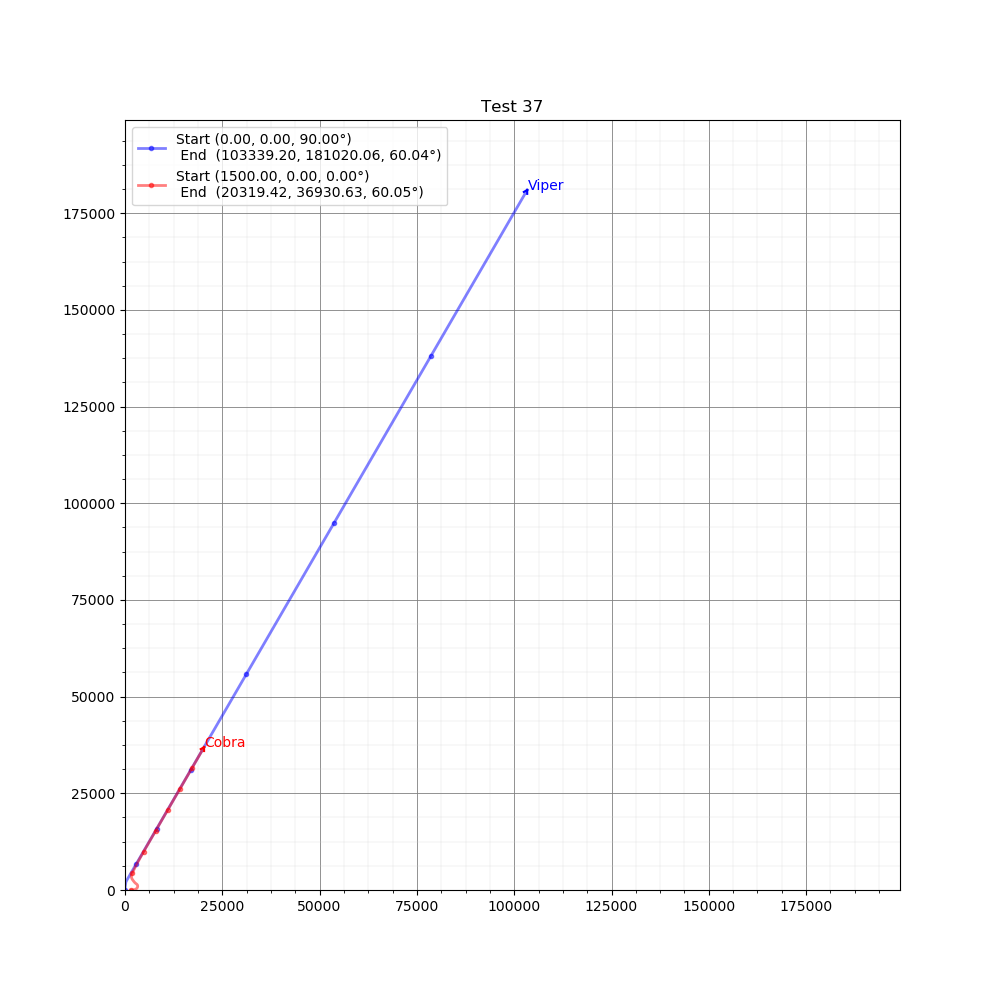 Test 37
Start (0.00, 0.00, 90.00°)
End (103339.20, 181020.06, 60.04°)
Start (1500.00, 0.00, 0.00°)
End (20319.42, 36930.63, 60.05°)
Viper
175000
150000
125000
100000
75000
50000
Cobra
25000
0
0 25000 50000 75000 100000 125000 150000 175000